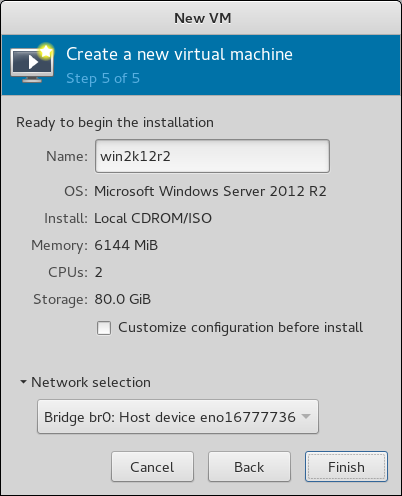 New VM
Create a new virtual machine
Step 5 of 5
Ready to begin the installation
Name: win2k12r2
OS: Microsoft Windows Server 2012 R2
Install: Local CDROM/ISO
Memory: 6144 MiB
CPUs: 2
Storage: 80.0 GiB
Customize configuration before install
Network selection
Bridge br0: Host device eno16777736
Cancel Back Finish